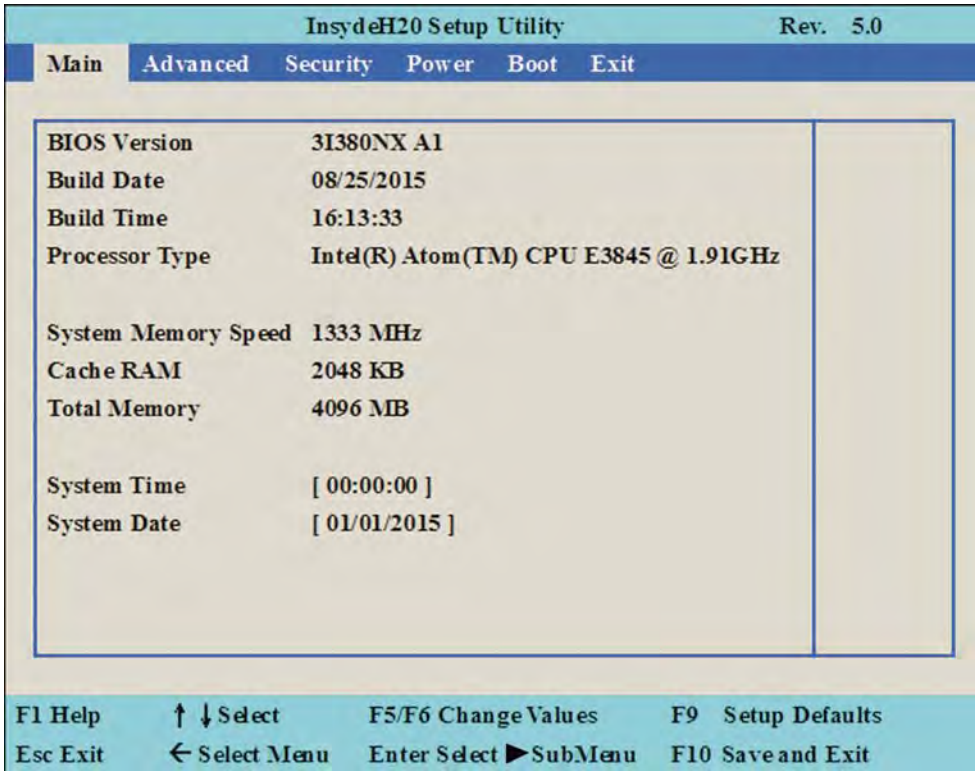 InsydeH20 Setup Utility Rev. 5.0
Main Advanced Security Power Boot Exit
BIOS Version 3I380NX A1
Build Date 08/25/2015
Build Time 16:13:33
Processor Type Intel(R) Atom(TM) CPU E3845 @ 1.91GHz
System Memory Speed 1333 MHz
Cache RAM 2048 KB
Total Memory 4096 MB
System Time [ 00:00:00 ]
System Date [ 01/01/2015 ]
F1 Help ↑ ↓ Select F5/F6 Change Values F9 Setup Defaults
Esc Exit ← Select Menu Enter Select ▶ SubMenu F10 Save and Exit